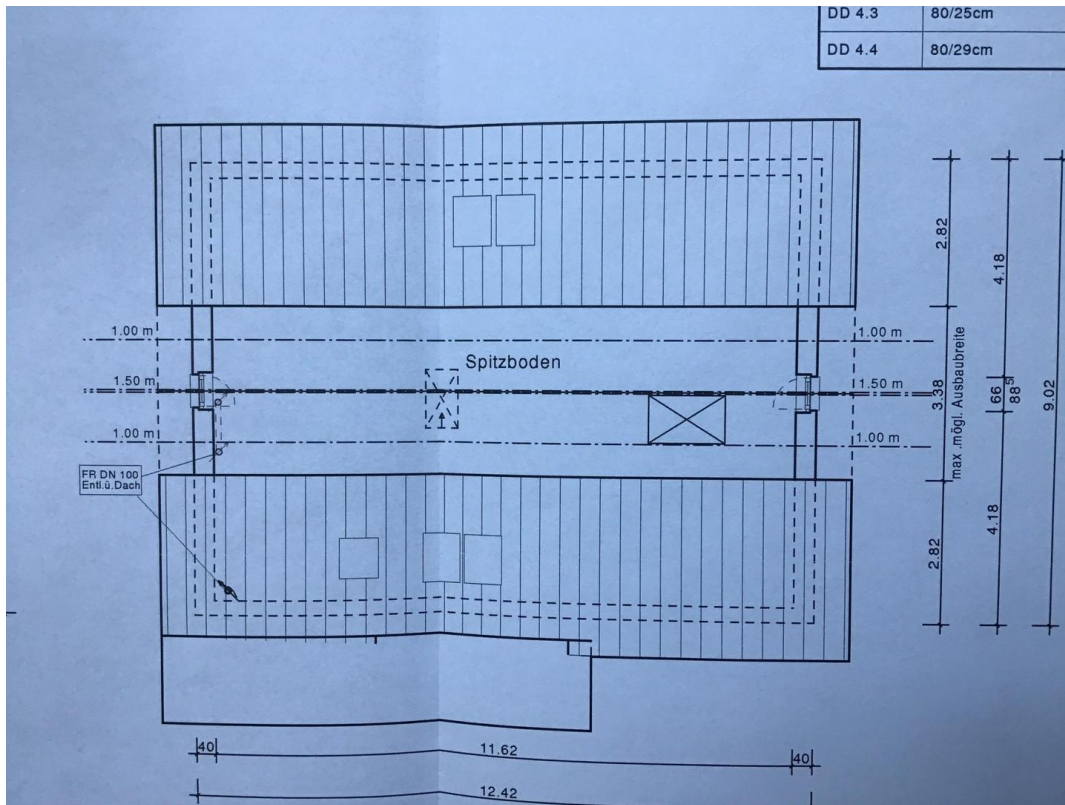 DD 4.3 80/25cm
DD 4.4 80/29cm
1.00 m
1.00 m
Spitzboden
1.50 m
1.50 m
1.00 m
1.00 m
FR DN 100
Entl.ü.Dach
2.82
4.18
3.38
max .mögl. Ausbaubreite
66
88⁵
9.02
2.82
4.18
40
11.62
40
12.42